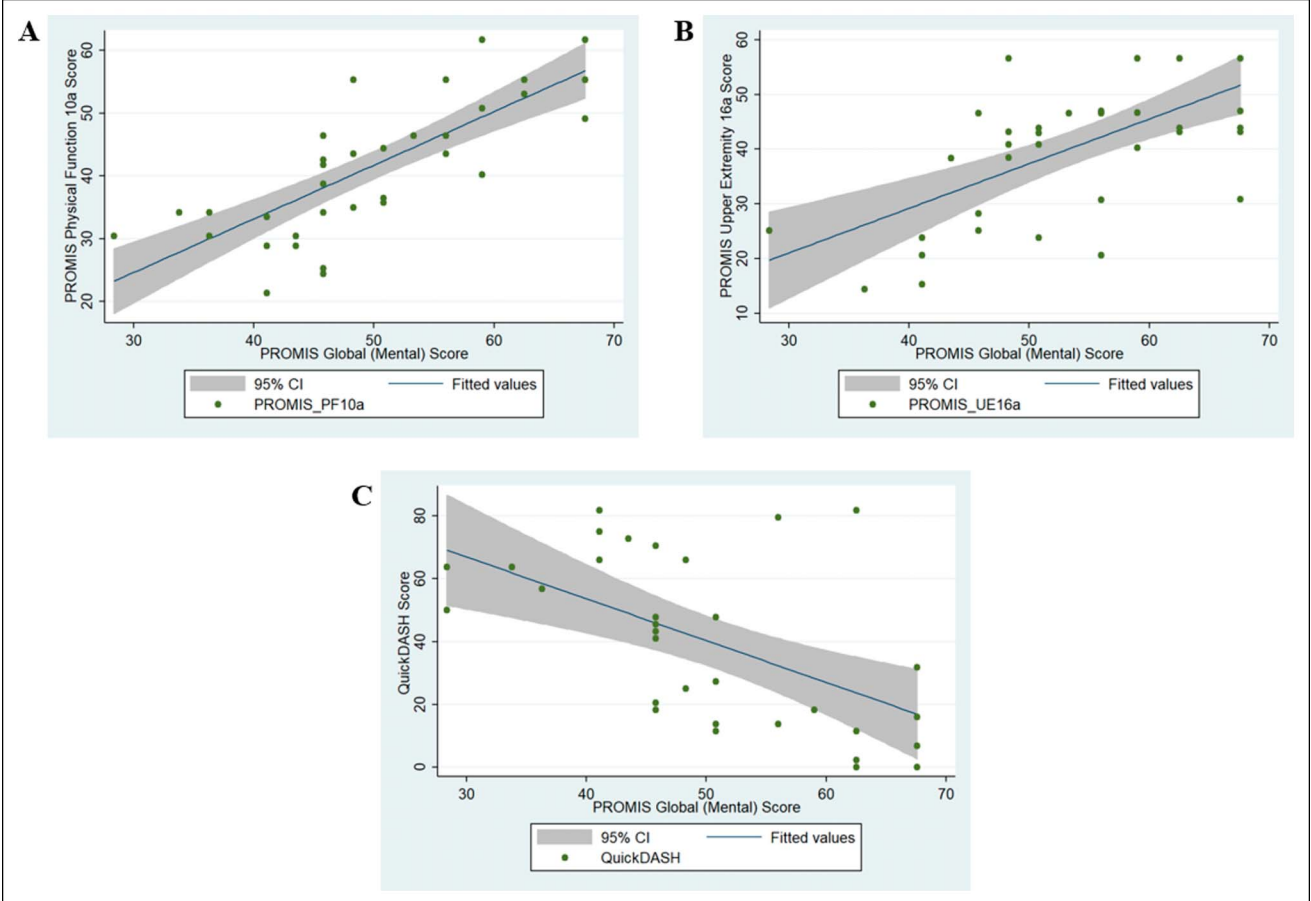 A
PROMIS Physical Function 10a Score
60
50
40
30
20
30 40 50 60 70
PROMIS Global (Mental) Score
95% CI Fitted values
PROMIS_PF10a
B
PROMIS Upper Extremity 16a Score
60
50
40
30
20
10
30 40 50 60 70
PROMIS Global (Mental) Score
95% CI Fitted values
PROMIS_UE16a
C
QuickDASH Score
80
60
40
20
0
30 40 50 60 70
PROMIS Global (Mental) Score
95% CI Fitted values
QuickDASH